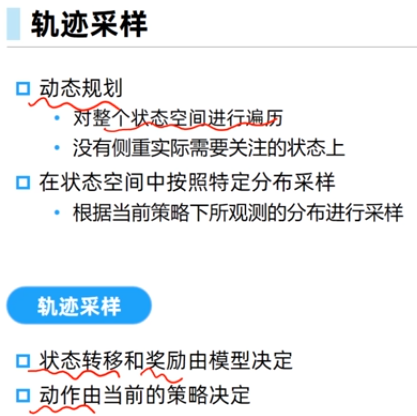 轨迹采样
动态规划
对整个状态空间进行遍历
没有侧重实际需要关注的状态上
在状态空间中按照特定分布采样
根据当前策略下所观测的分布进行采样
轨迹采样
状态转移和奖励由模型决定
动作由当前的策略决定